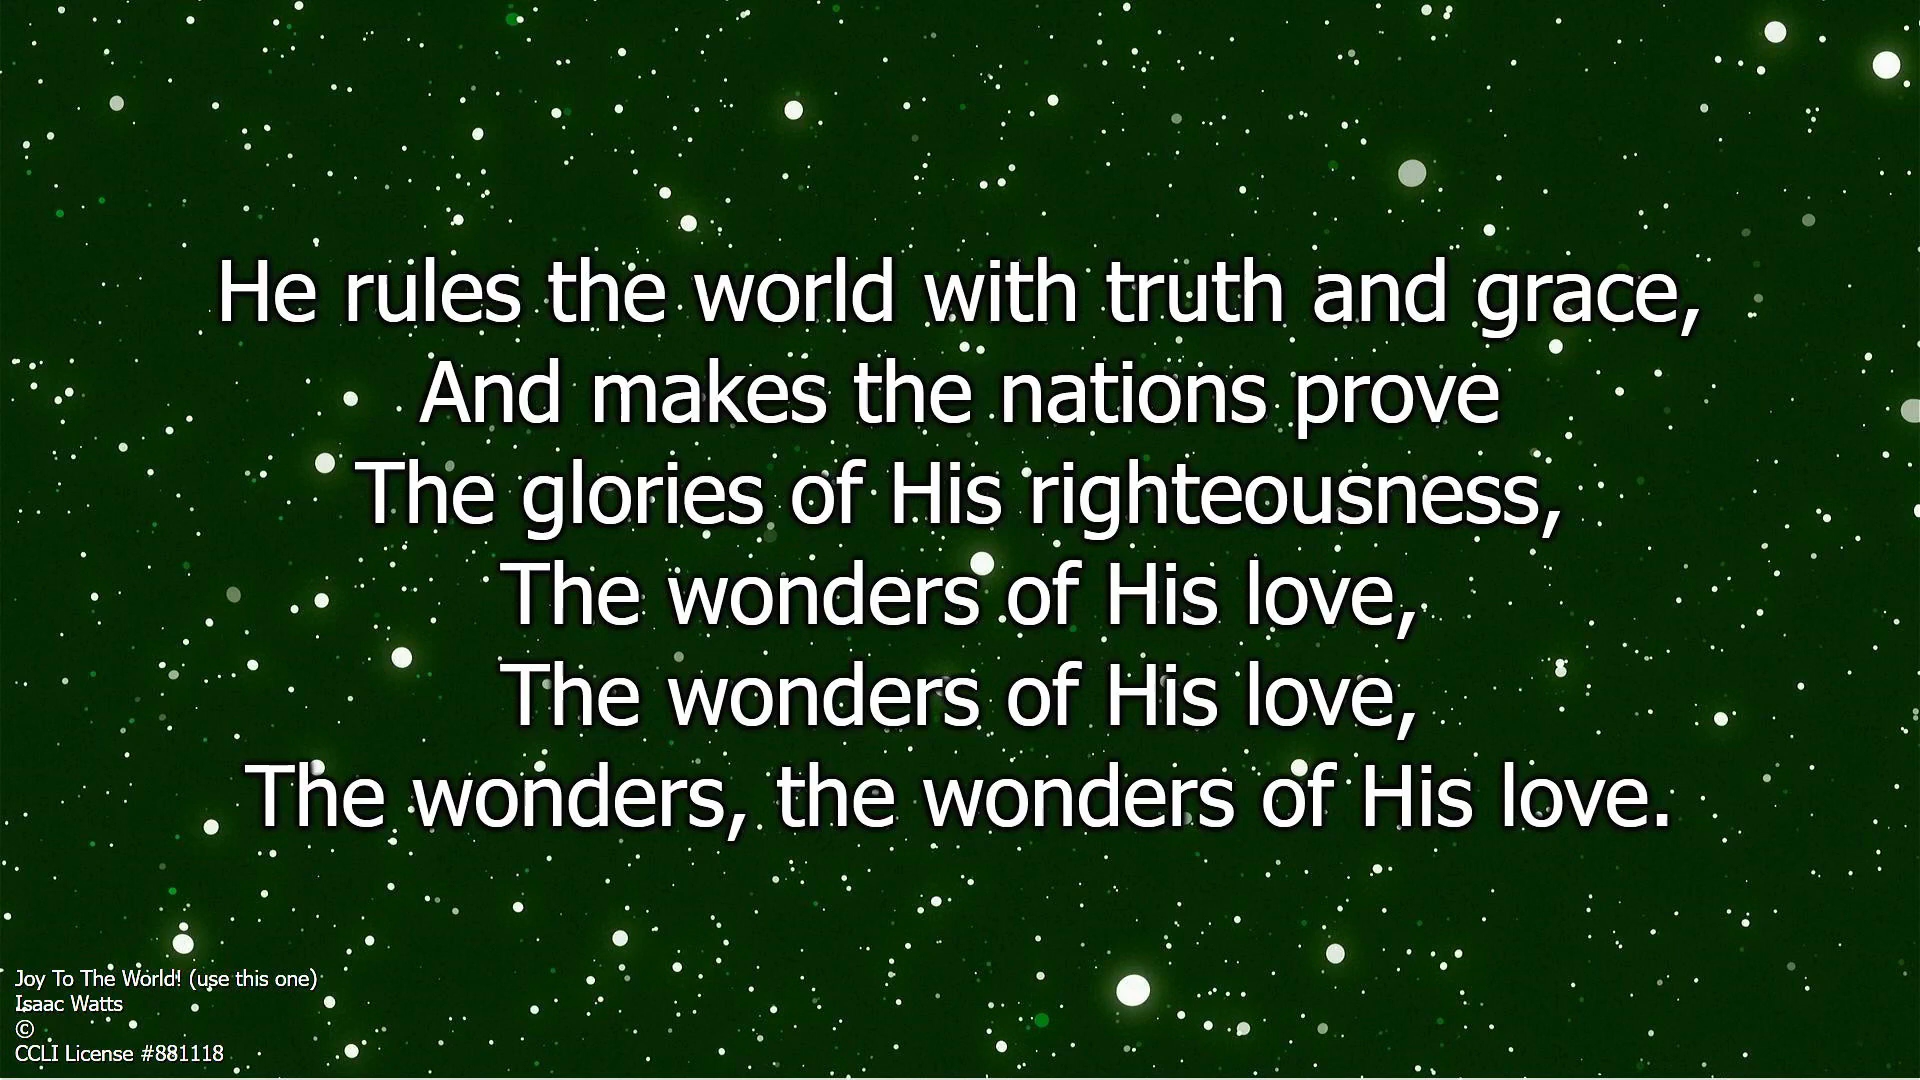 He rules the world with truth and grace,
And makes the nations prove
The glories of His righteousness,
The wonders of His love,
The wonders of His love,
The wonders, the wonders of His love.
Joy To The World! (use this one)
Isaac Watts
©
CCLI License #881118